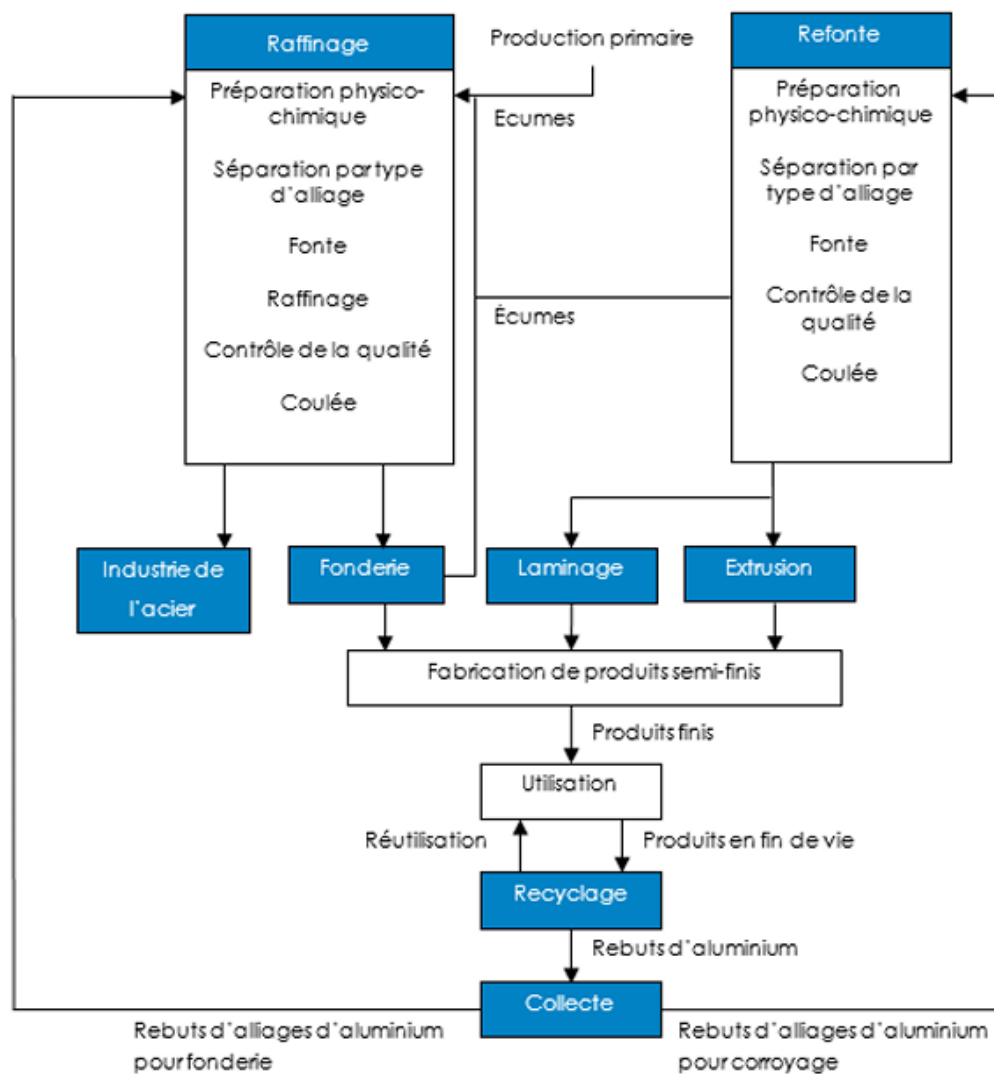 Raffinage
Préparation physico-
chimique
Séparation par type
d'alliage
Fonte
Raffinage
Contrôle de la qualité
Coulée
Production primaire
Ecumes
Écumes
Refonte
Préparation
physico-chimique
Séparation par
type d'alliage
Fonte
Contrôle de la
qualité
Coulée
Industrie de
l'acier
Fonderie
Laminage
Extrusion
Fabrication de produits semi-finis
Produits finis
Utilisation
Réutilisation
Produits en fin de vie
Recyclage
Rebuts d'aluminium
Collecte
Rebuts d'alliages d'aluminium
pour fonderie
Rebuts d'alliages d'aluminium
pour corroyage